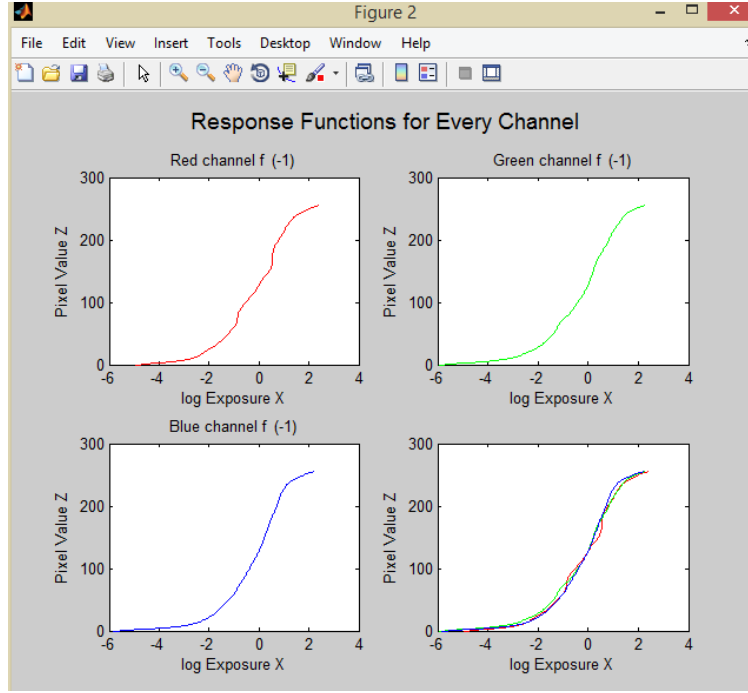 Figure 2
File Edit View Insert Tools Desktop Window Help
Response Functions for Every Channel
Red channel f (-1)
Pixel Value Z
300
200
100
0
-6 -4 -2 0 2 4
log Exposure X
Green channel f (-1)
Pixel Value Z
300
200
100
0
-6 -4 -2 0 2 4
log Exposure X
Blue channel f (-1)
Pixel Value Z
300
200
100
0
-6 -4 -2 0 2 4
log Exposure X
Pixel Value Z
300
200
100
0
-6 -4 -2 0 2 4
log Exposure X